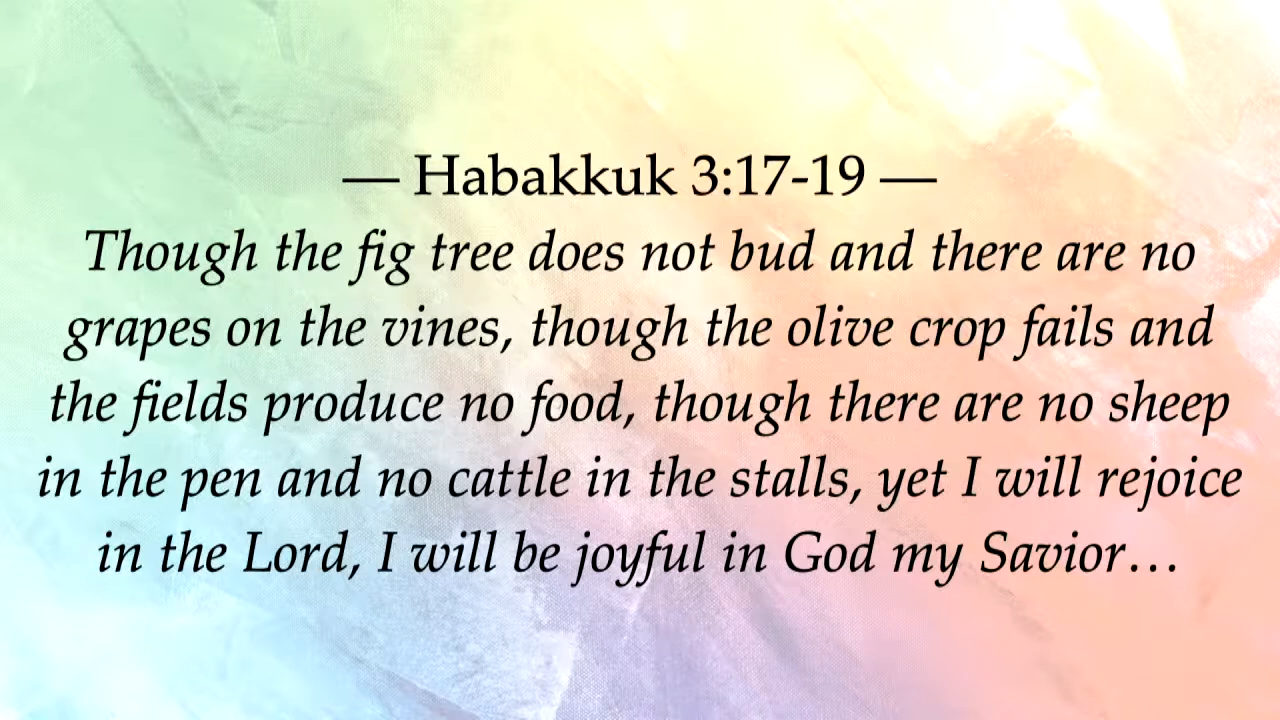 — Habakkuk 3:17-19 —
Though the fig tree does not bud and there are no
grapes on the vines, though the olive crop fails and
the fields produce no food, though there are no sheep
in the pen and no cattle in the stalls, yet I will rejoice
in the Lord, I will be joyful in God my Savior…